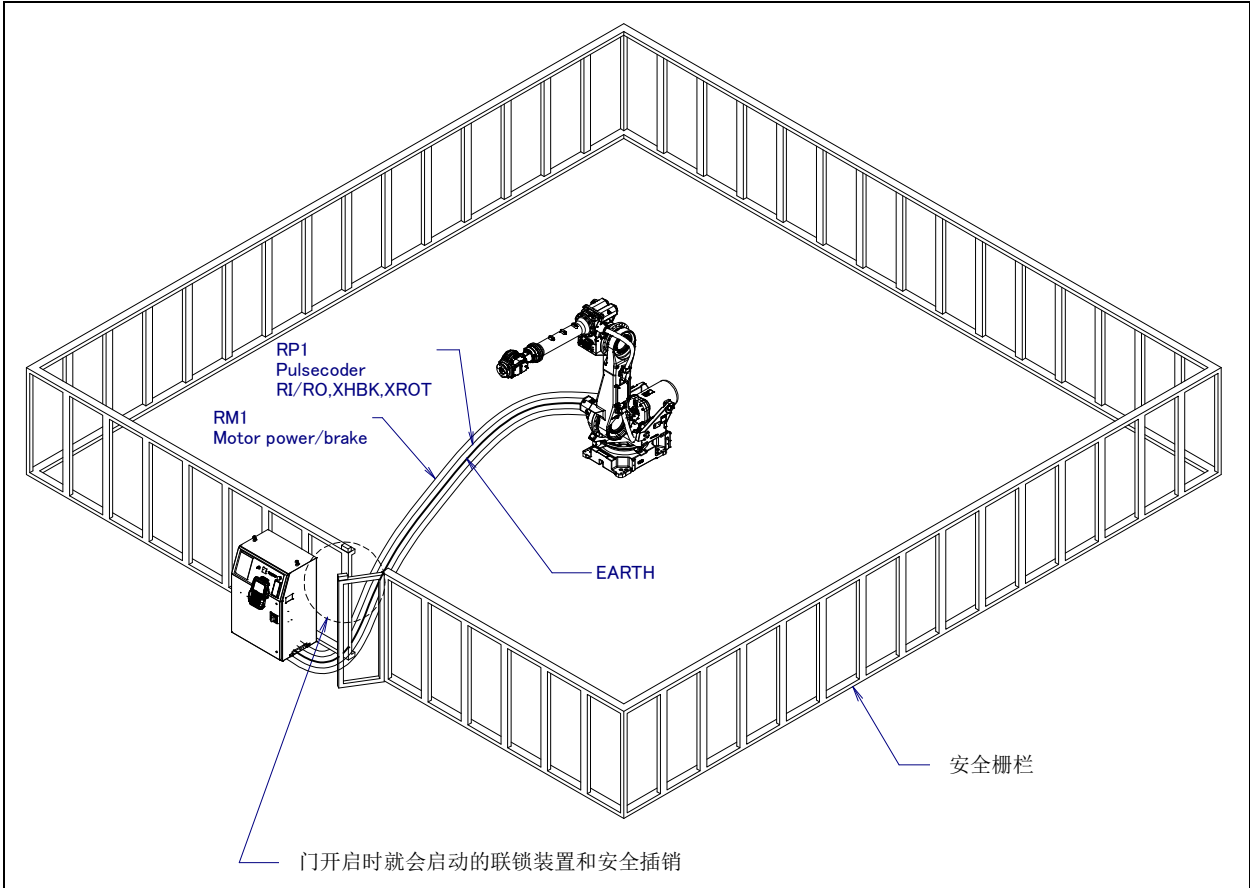 RP1
Pulsecoder
RI/RO,XHBK,XROT
RM1
Motor power/brake
EARTH
安全栅栏
门开启时就会启动的联锁装置和安全插销